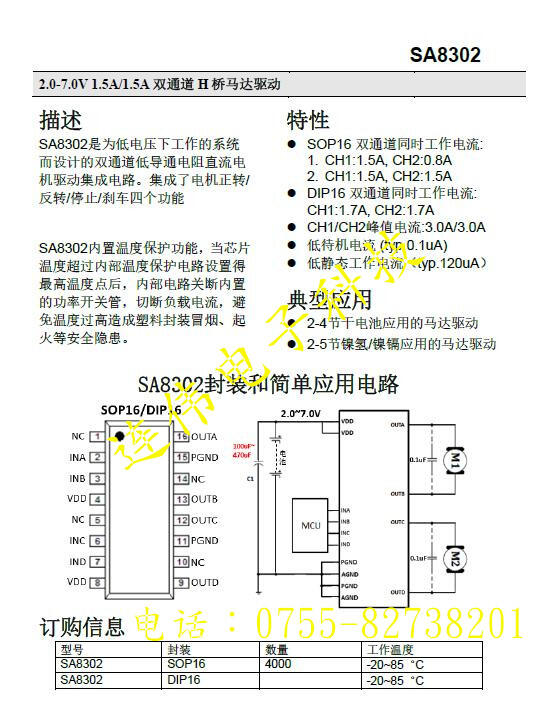 SA8302
2.0-7.0V 1.5A/1.5A 双通道 H 桥马达驱动
描述
SA8302是为低电压下工作的系统
而设计的双通道低导通电阻直流电
机驱动集成电路。集成了电机正转/
反转/停止/刹车四个功能
SA8302内置温度保护功能，当芯片
温度超过内部温度保护电路设置得
最高温度点后，内部电路关断内置
的功率开关管，切断负载电流，避
免温度过高造成塑料封装冒烟、起
火等安全隐患。
特性
● SOP16 双通道同时工作电流:
1. CH1:1.5A, CH2:0.8A
2. CH1:1.5A, CH2:1.5A
● DIP16 双通道同时工作电流:
CH1:1.7A, CH2:1.7A
● CH1/CH2峰值电流:3.0A/3.0A
● 低待机电流 (typ.0.1uA)
● 低静态工作电流（typ.120uA）
典型应用
● 2-4节干电池应用的马达驱动
● 2-5节镍氢/镍镉应用的马达驱动
SA8302封装和简单应用电路
SOP16/DIP16
NC 1 16 OUTA
INA 2 15 PGND
INB 3 14 NC
VDD 4 13 OUTB
NC 5 12 OUTC
INC 6 11 PGND
IND 7 10 NC
VDD 8 9 OUTD
2.0~7.0V
VDD
VDD
100uF~
470uF
C1
MCU
INA
INB
INC
IND
PGND
AGND
PGND
AGND
OUTA
0.1uF
M1
OUTB
OUTC
0.1uF
M2
OUTD
电子科技
订购信息
电话：0755-82738201
型号 封装 数量 工作温度
SA8302 SOP16 4000 -20~85 °C
SA8302 DIP16 -20~85 °C